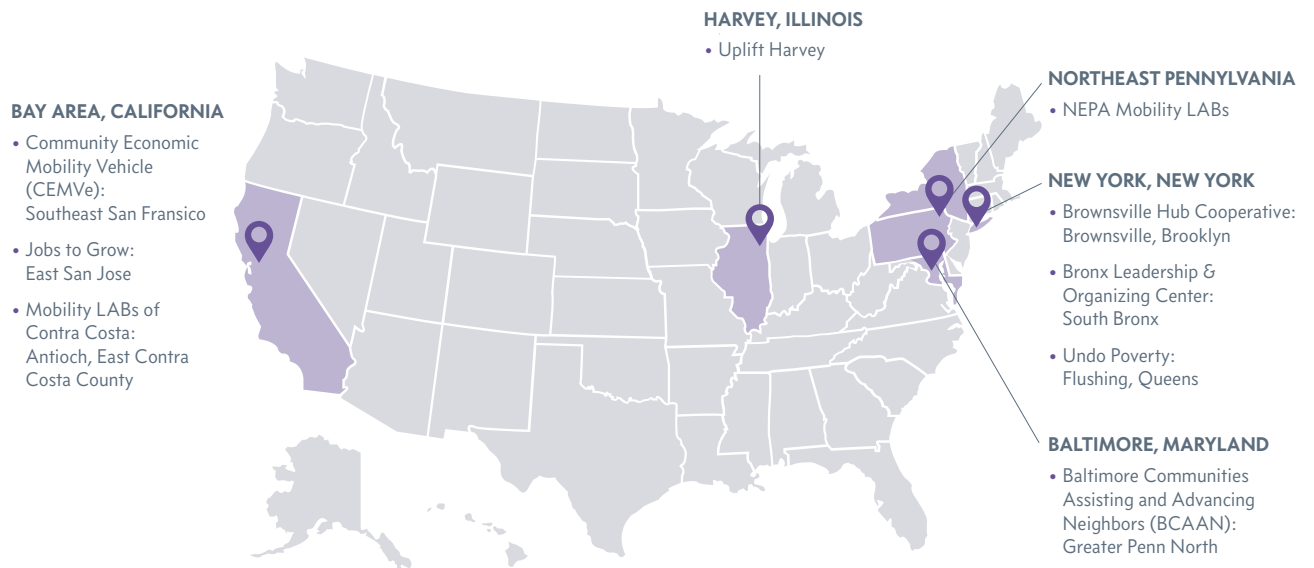 HARVEY, ILLINOIS
• Uplift Harvey
BAY AREA, CALIFORNIA
• Community Economic
Mobility Vehicle
(CEMVe):
Southeast San Fransico
• Jobs to Grow:
East San Jose
• Mobility LABs of
Contra Costa:
Antioch, East Contra
Costa County
NORTHEAST PENNYLVANIA
• NEPA Mobility LABs
NEW YORK, NEW YORK
• Brownsville Hub Cooperative:
Brownsville, Brooklyn
• Bronx Leadership &
Organizing Center:
South Bronx
• Undo Poverty:
Flushing, Queens
BALTIMORE, MARYLAND
• Baltimore Communities
Assisting and Advancing
Neighbors (BCAAN):
Greater Penn North